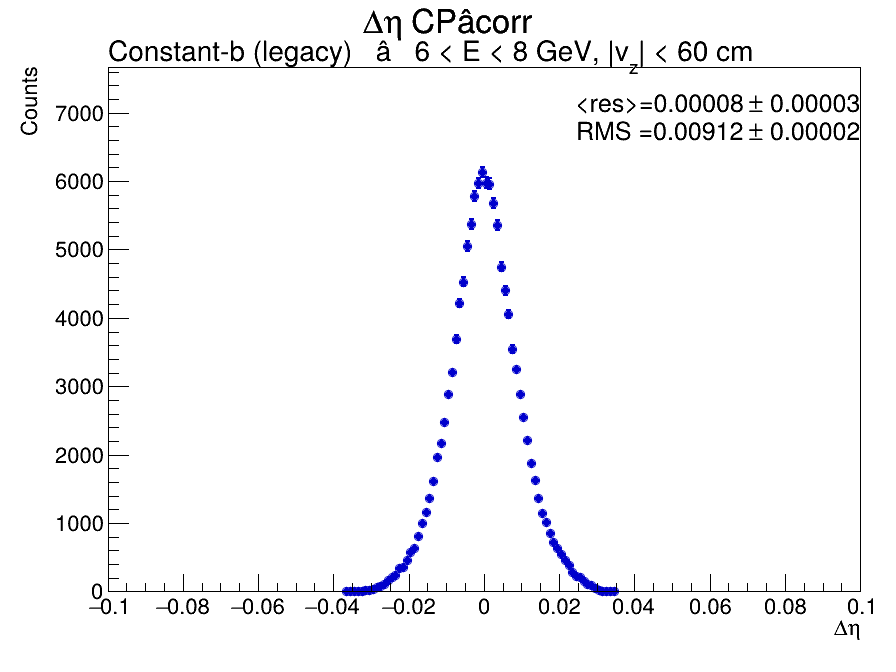 Δη CPâcorr
Constant-b (legacy) â 6 < E < 8 GeV, |v_z| < 60 cm
Counts
<res>=0.00008 ± 0.00003
RMS =0.00912 ± 0.00002
7000
6000
5000
4000
3000
2000
1000
0
−0.1 −0.08 −0.06 −0.04 −0.02 0 0.02 0.04 0.06 0.08 0.1
Δη